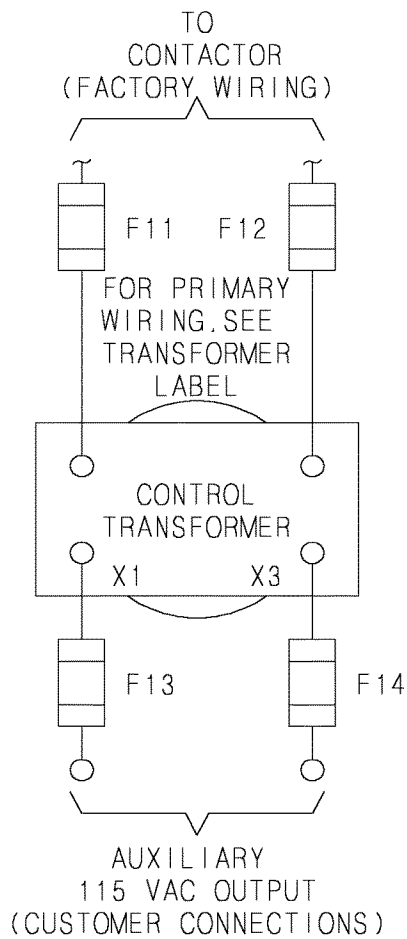 TO
CONTACTOR
(FACTORY WIRING)
F11 F12
FOR PRIMARY
WIRING,SEE
TRANSFORMER
LABEL
CONTROL
TRANSFORMER
X1 X3
F13 F14
AUXILIARY
115 VAC OUTPUT
(CUSTOMER CONNECTIONS)